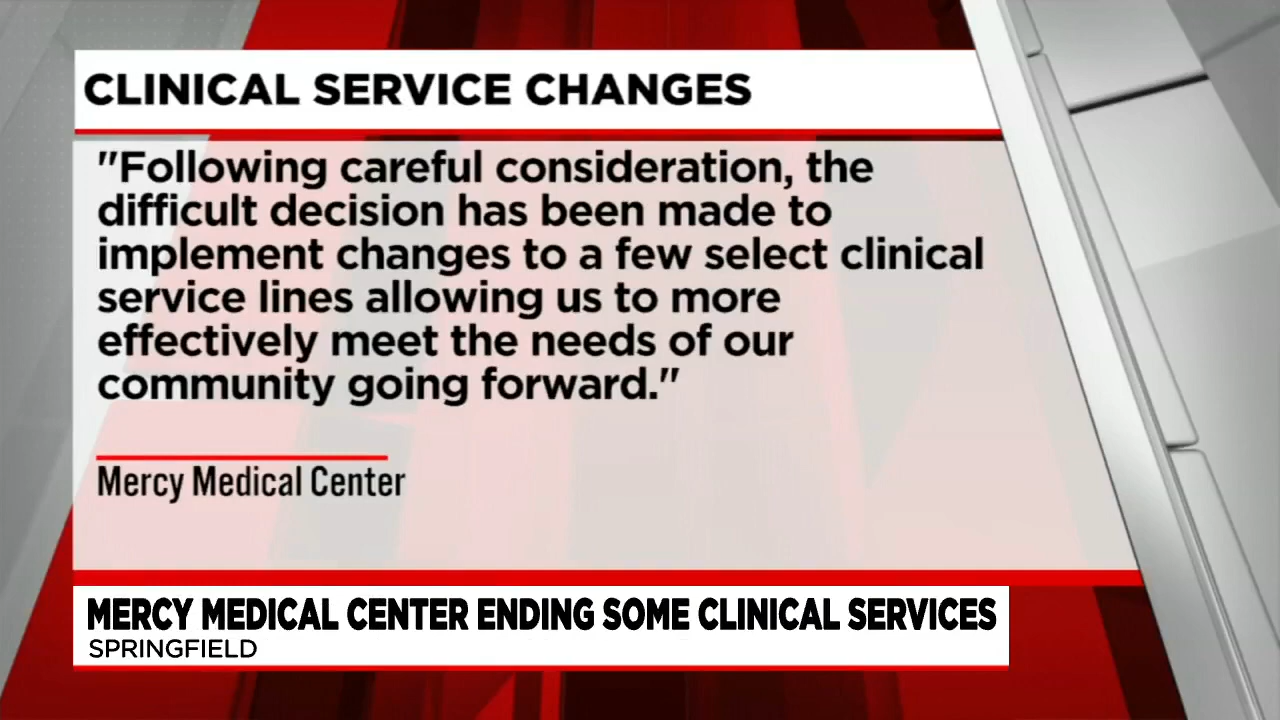 CLINICAL SERVICE CHANGES
"Following careful consideration, the
difficult decision has been made to
implement changes to a few select clinical
service lines allowing us to more
effectively meet the needs of our
community going forward."
Mercy Medical Center
MERCY MEDICAL CENTER ENDING SOME CLINICAL SERVICES
SPRINGFIELD